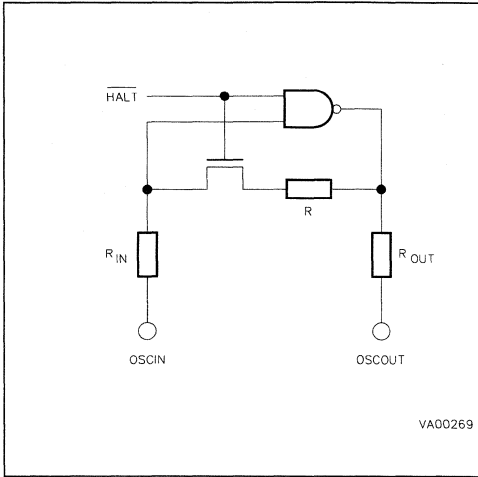 HALT
R
R IN
R OUT
OSCIN
OSCOUT
VA00269